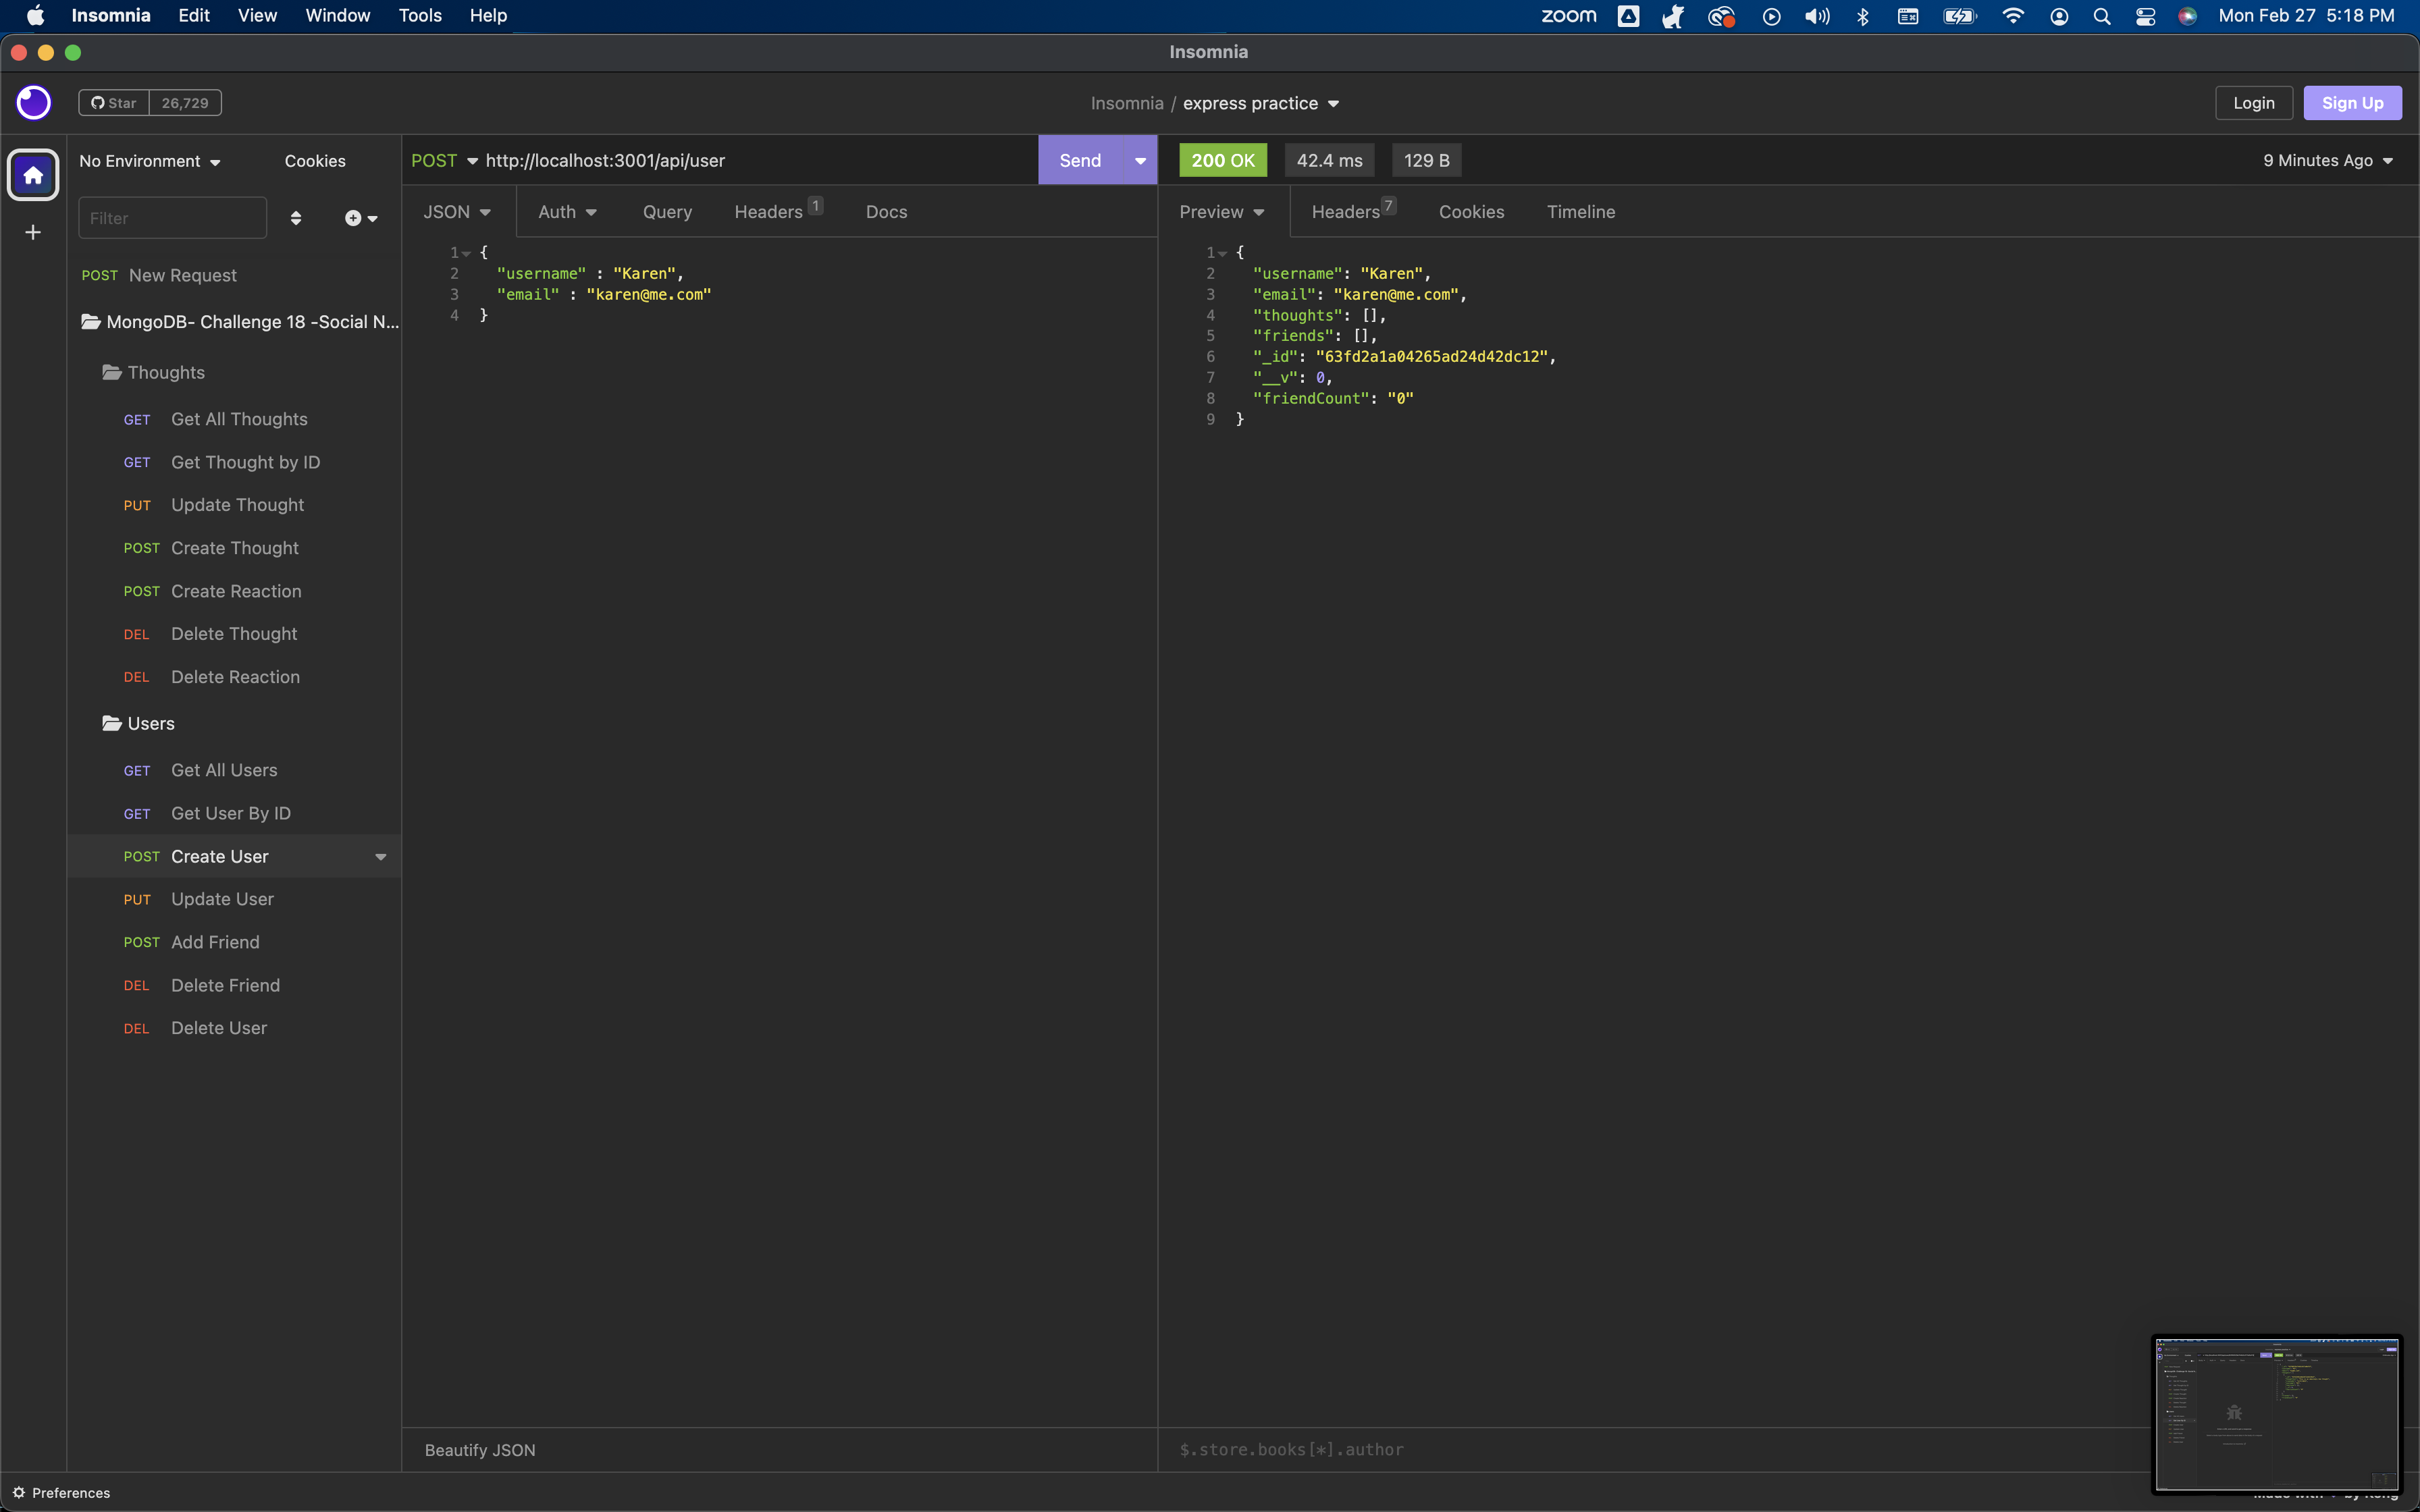 Insomnia Edit View Window Tools Help zoom Mon Feb 27 5:18 PM
Insomnia
Star 26,729 Insomnia / express practice Login Sign Up
No Environment Cookies POST http://localhost:3001/api/user Send 200 OK 42.4 ms 129 B 9 Minutes Ago
Filter JSON Auth Query Headers 1 Docs Preview Headers 7 Cookies Timeline
POST New Request
MongoDB- Challenge 18 -Social N...
Thoughts
GET Get All Thoughts
GET Get Thought by ID
PUT Update Thought
POST Create Thought
POST Create Reaction
DEL Delete Thought
DEL Delete Reaction
Users
GET Get All Users
GET Get User By ID
POST Create User
PUT Update User
POST Add Friend
DEL Delete Friend
DEL Delete User
1 {
2 "username" : "Karen",
3 "email" : "karen@me.com"
4 }
1 {
2 "username": "Karen",
3 "email": "karen@me.com",
4 "thoughts": [],
5 "friends": [],
6 "_id": "63fd2a1a04265ad24d42dc12",
7 "__v": 0,
8 "friendCount": "0"
9 }
Beautify JSON $.store.books[*].author
Preferences